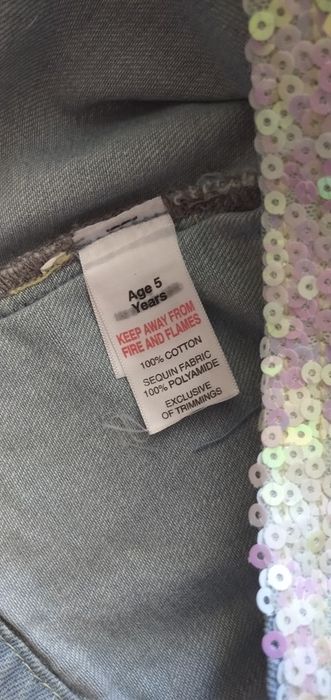 Age 5
Years
KEEP AWAY FROM
FIRE AND FLAMES
100% COTTON
SEQUIN FABRIC
100% POLYAMIDE
EXCLUSIVE
OF TRIMMINGS